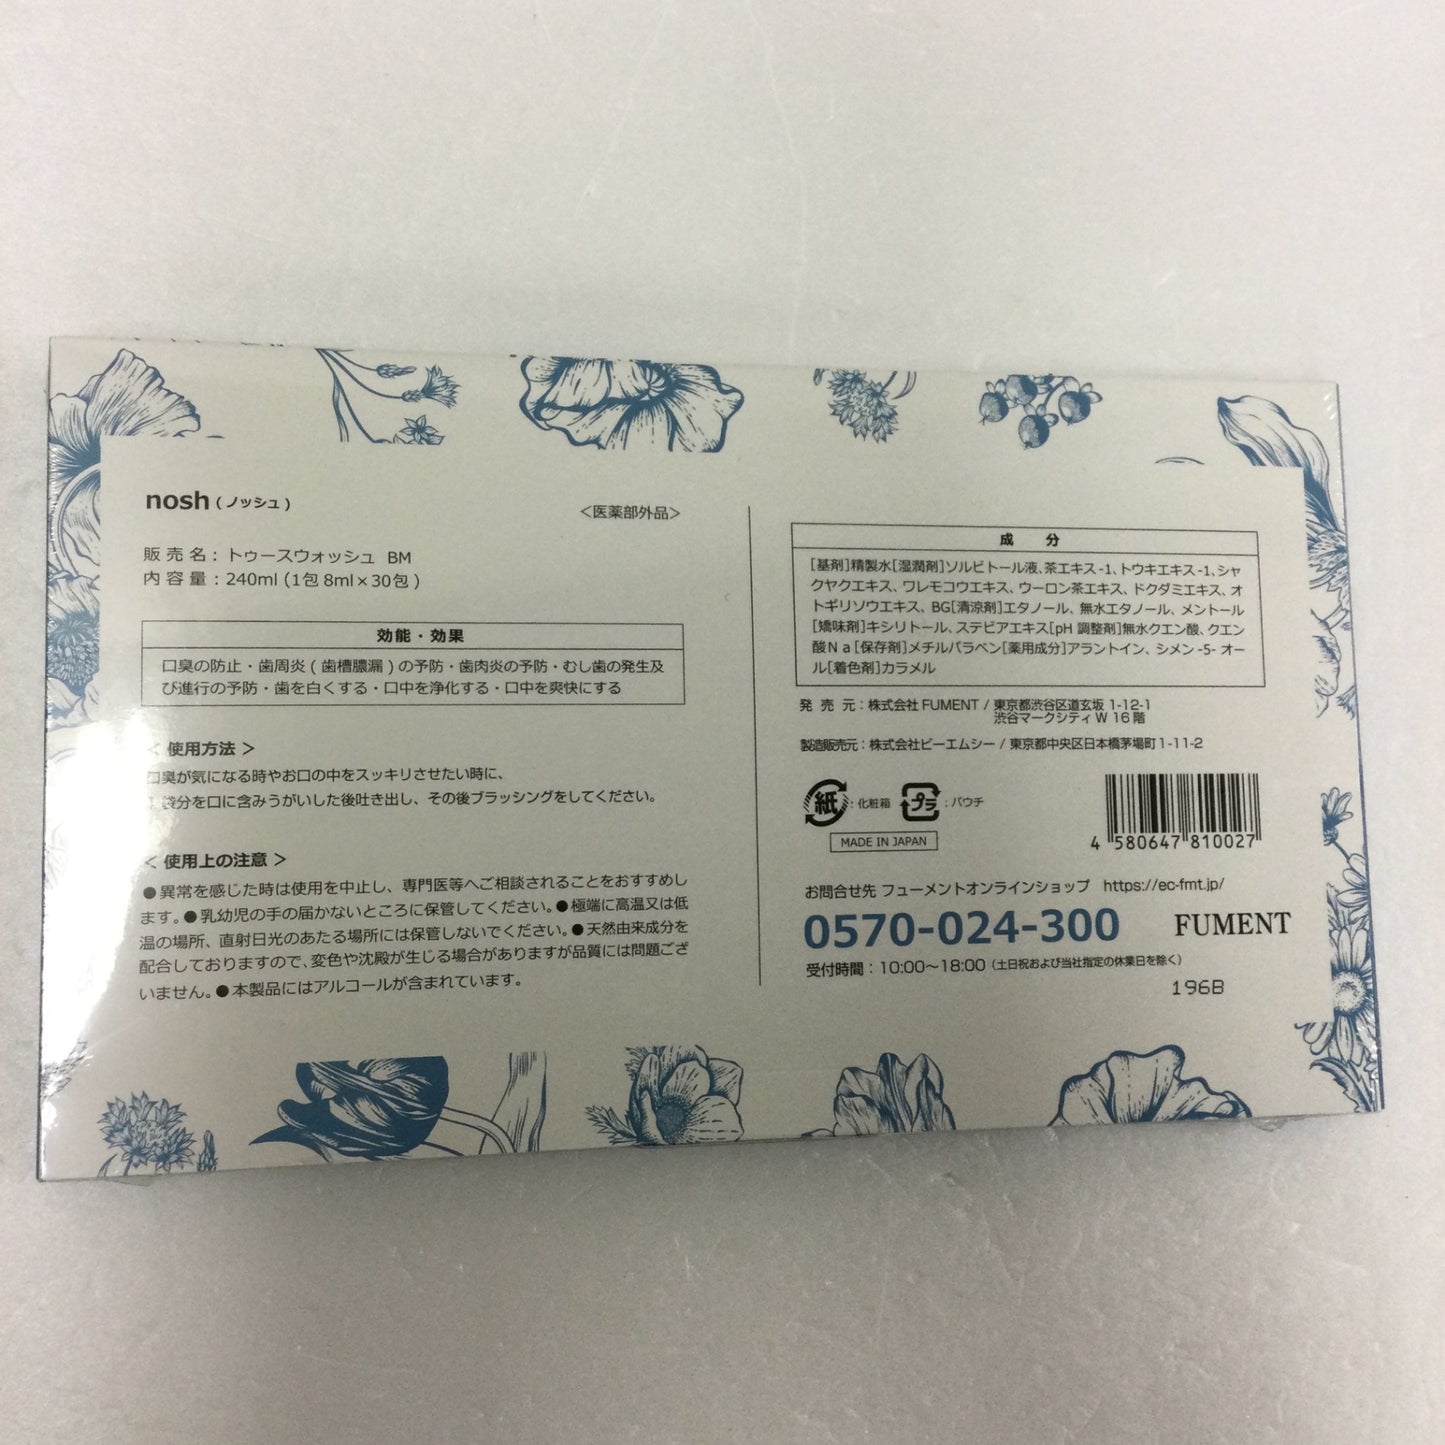 nosh (ノッシュ)
<医薬部外品>
販売名: トゥースウォッシュ BM
内容量: 240ml (1包 8ml×30包)
効能・効果
口臭の防止・歯周炎(歯槽膿漏)の予防・歯肉炎の予防・むし歯の発生及
び進行の予防・歯を白くする・口中を浄化する・口中を爽快にする
< 使用方法 >
口臭が気になる時やお口の中をスッキリさせたい時に、
袋分を口に含みうがいした後吐き出し、その後ブラッシングをしてください。
< 使用上の注意 >
●異常を感じた時は使用を中止し、専門医等へご相談されることをおすすめし
ます。●乳幼児の手の届かないところに保管してください。●極端に高温又は低
温の場所、直射日光のあたる場所には保管しないでください。●天然由来成分を
配合しておりますので、変色や沈殿が生じる場合がありますが品質には問題ござ
いません。●本製品にはアルコールが含まれています。
成 分
[基剤]精製水[湿潤剤]ソルビトール液、茶エキス-1、トウキエキス-1、シャ
クヤクエキス、ワレモコウエキス、ウーロン茶エキス、ドクダミエキス、オ
トギリソウエキス、BG[清涼剤]エタノール、無水エタノール、メントール
[矯味剤]キシリトール、ステビアエキス[pH 調整剤]無水クエン酸、クエン
酸Na[保存剤]メチルパラベン[薬用成分]アラントイン、シメン-5-オー
ル[着色剤]カラメル
発売元:株式会社 FUMENT / 東京都渋谷区道玄坂 1-12-1
渋谷マークシティ W 16階
製造販売元:株式会社ビーエムシー / 東京都中央区日本橋茅場町1-11-2
紙 : 化粧箱 プラ : パウチ
MADE IN JAPAN
4 580647 810027
お問合せ先 フューメントオンラインショップ https://ec-fmt.jp/
0570-024-300 FUMENT
受付時間:10:00〜18:00(土日祝および当社指定の休業日を除く)
196B